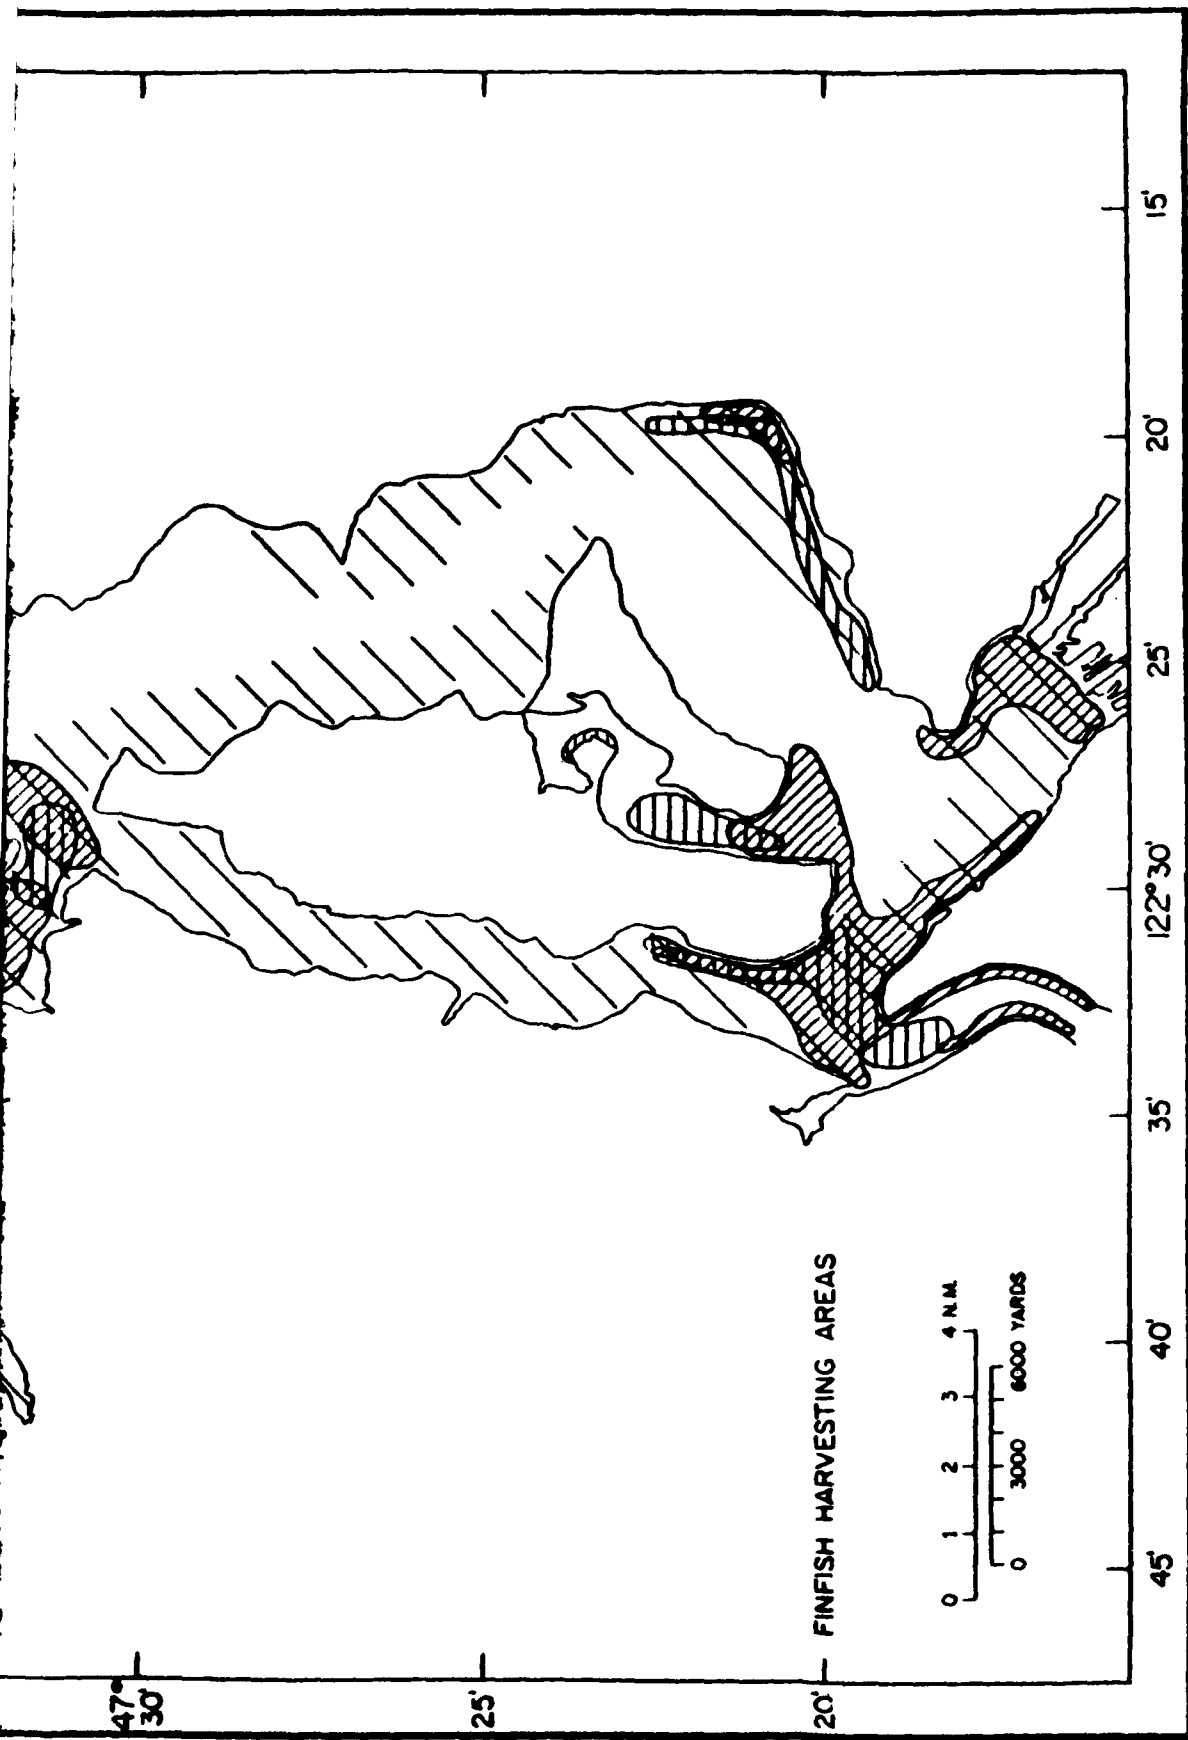 47°
30'
25'
20'
FINFISH HARVESTING AREAS
0 1 2 3 4 N.M.
0 3000 6000 YARDS
45' 40' 35' 122°30' 25' 20' 15'